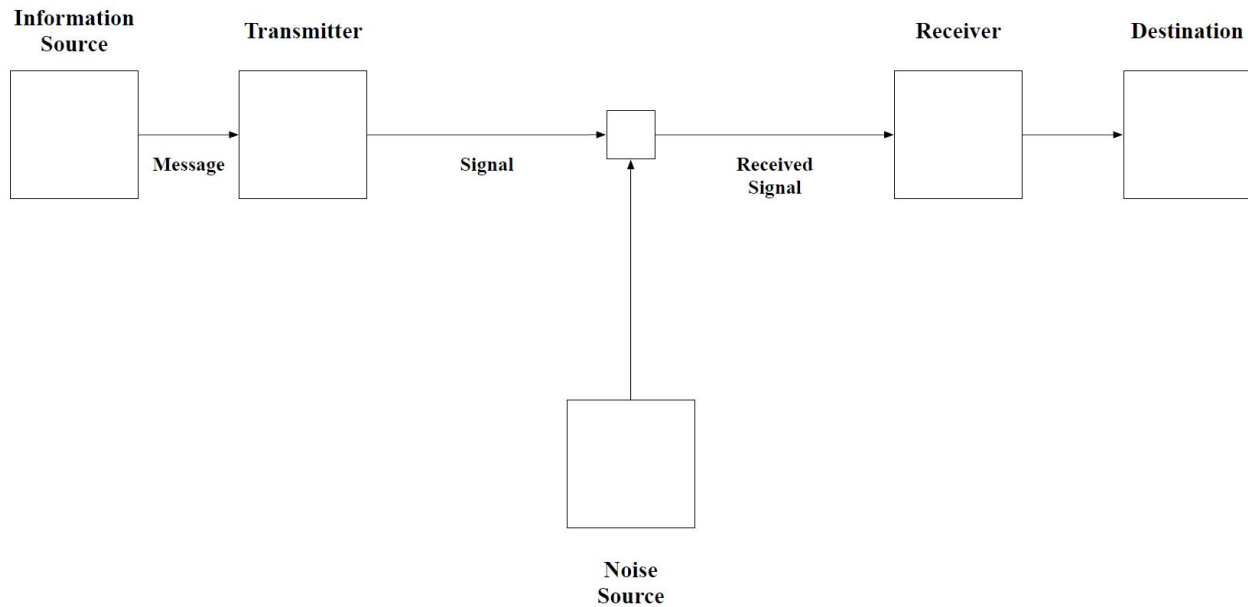 Information
Source
Transmitter
Receiver
Destination
Message
Signal
Received
Signal
Noise
Source